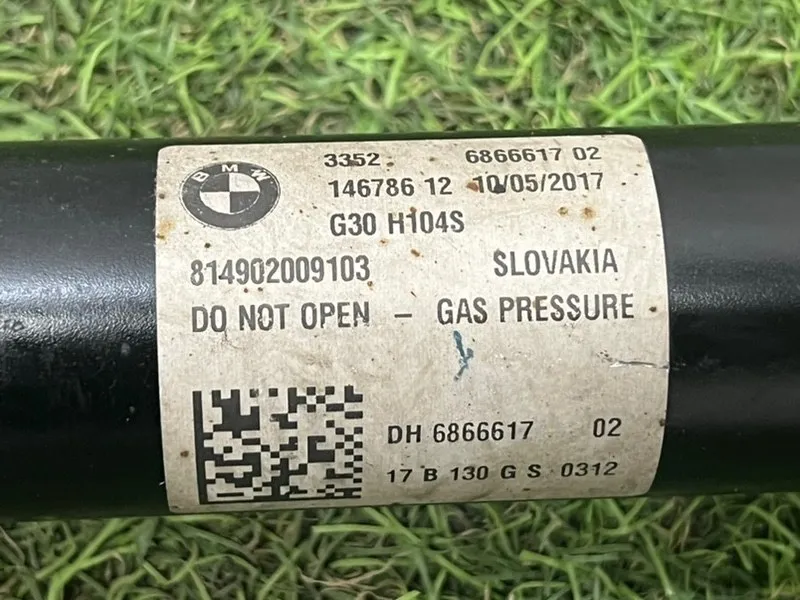 BMW
3352 6866617 02
146786 12 10/05/2017
G30 H104S
814902009103 SLOVAKIA
DO NOT OPEN – GAS PRESSURE
DH 6866617 02
17 B 130 G S 0312